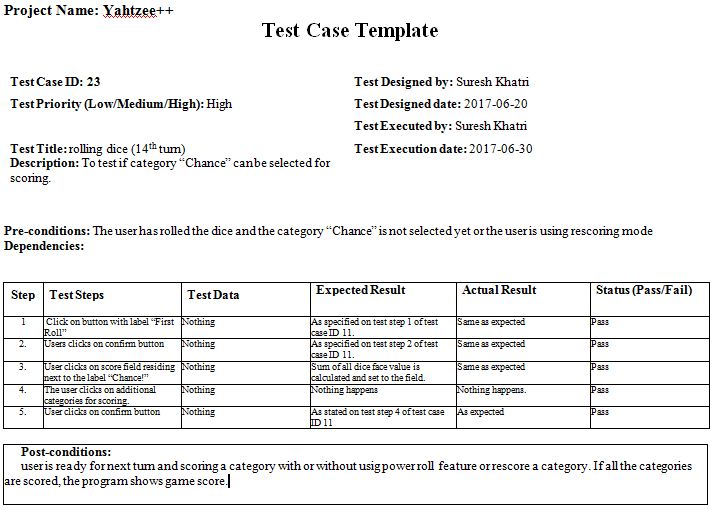 Project Name: Yahtzee++
Test Case Template
Test Case ID: 23
Test Designed by: Suresh Khatri
Test Priority (Low/Medium/High): High
Test Designed date: 2017-06-20
Test Executed by: Suresh Khatri
Test Title: rolling dice (14th turn)
Test Execution date: 2017-06-30
Description: To test if category “Chance” can be selected for
scoring.
Pre-conditions: The user has rolled the dice and the category “Chance” is not selected yet or the user is using rescoring mode
Dependencies:
Step Test Steps Test Data Expected Result Actual Result Status (Pass/Fail)
1 Click on button with label “First Nothing As specified on test step 1 of test Same as expected Pass
Roll” case ID 11.
2. Users clicks on confirm button Nothing As specified on test step 2 of test Same as expected Pass
case ID 11.
3. User clicks on score field residing Nothing Sum of all dice face value is Same as expected Pass
next to the label “Chance!” calculated and set to the field.
4. The user clicks on additional Nothing Nothing happens Nothing happens. Pass
categories for scoring.
5. User clicks on confirm button Nothing As stated on test step 4 of test case As expected Pass
ID 11
Post-conditions:
user is ready for next turn and scoring a category with or without usig power roll feature or rescore a category. If all the categories
are scored, the program shows game score.